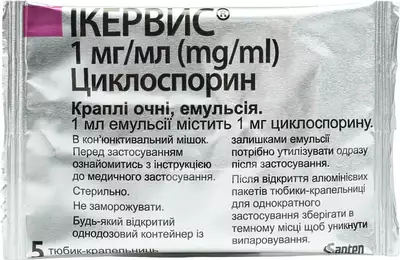 ІКЕРВИС®
1 мг/мл (mg/ml)
Циклоспорин
Краплі очні, емульсія.
1 мл емульсії містить 1 мг циклоспорину.
В кон'юнктивальний мішок.
Перед застосуванням
ознайомитись з інструкцією
до медичного застосування.
Стерильно.
Не заморожувати.
Будь-який відкритий
однодозовий контейнер із
залишками емульсії
потрібно утилізувати одразу
після застосування.
Після відкриття алюмінієвих
пакетів тюбики-крапельниці
для однократного
застосування зберігати в
темному місці щоб уникнути
випаровування.
5 тюбик-крапельниць
Santen